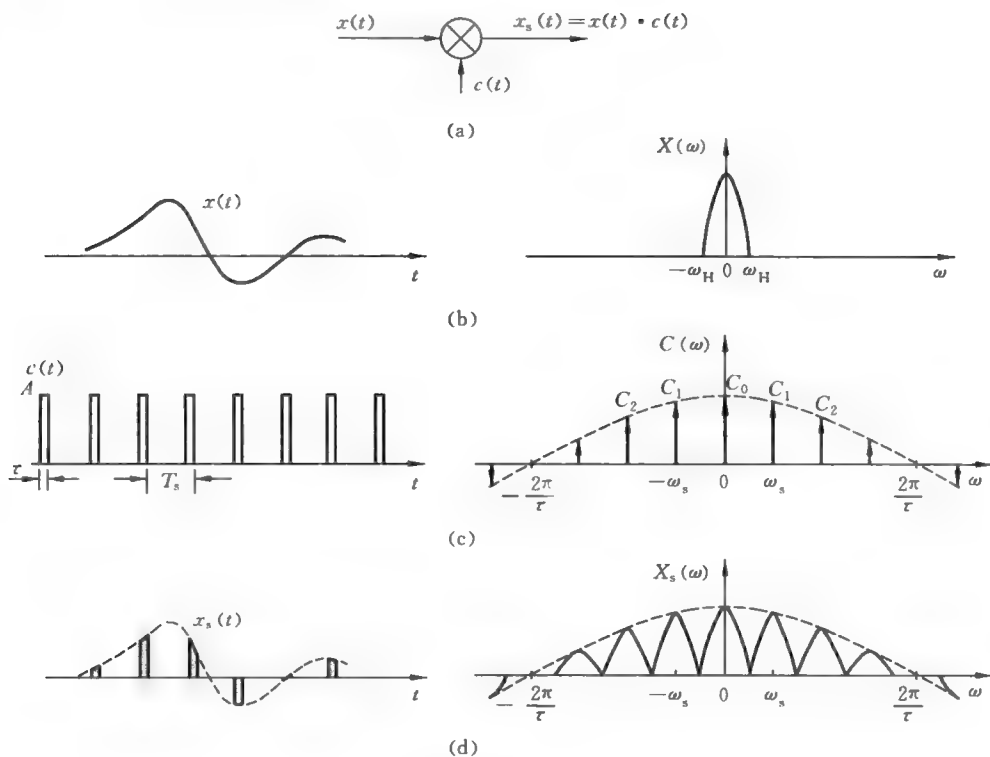 x(t)
x_s(t)=x(t)·c(t)
c(t)
(a)
X(ω)
x(t)
t
-ω_H 0 ω_H
ω
(b)
c(t)
A
C(ω)
C_2 C_1 C_0 C_1 C_2
τ
T_s
t
-2π/τ
-ω_s 0 ω_s
2π/τ
ω
(c)
x_s(t)
X_s(ω)
t
-2π/τ
-ω_s 0 ω_s
2π/τ
ω
(d)